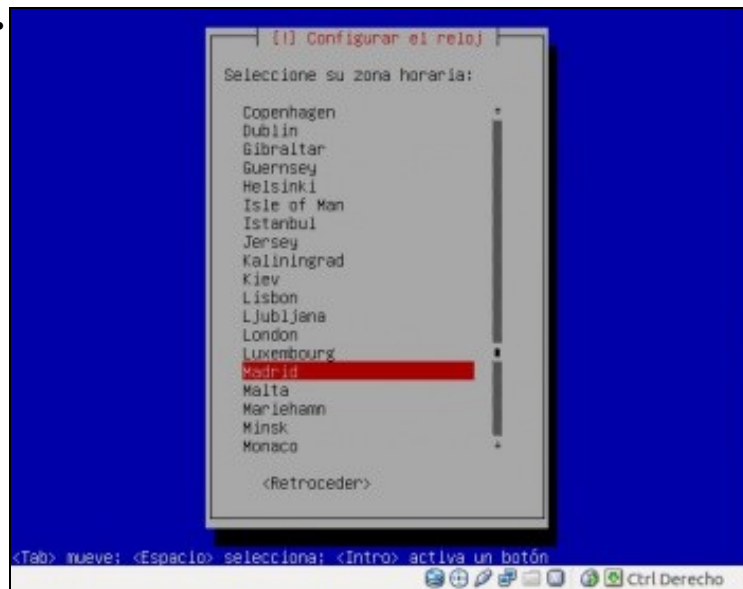 [!] Configurar el reloj
Seleccione su zona horaria:
Copenhagen
Dublin
Gibraltar
Guernsey
Helsinki
Isle of Man
Istanbul
Jersey
Kaliningrad
Kiev
Lisbon
Ljubljana
London
Luxembourg
Madrid
Malta
Mariehamn
Minsk
Monaco
<Retroceder>
<Tab> mueve; <Espacio> selecciona; <Intro> activa un botón
Ctrl Derecho